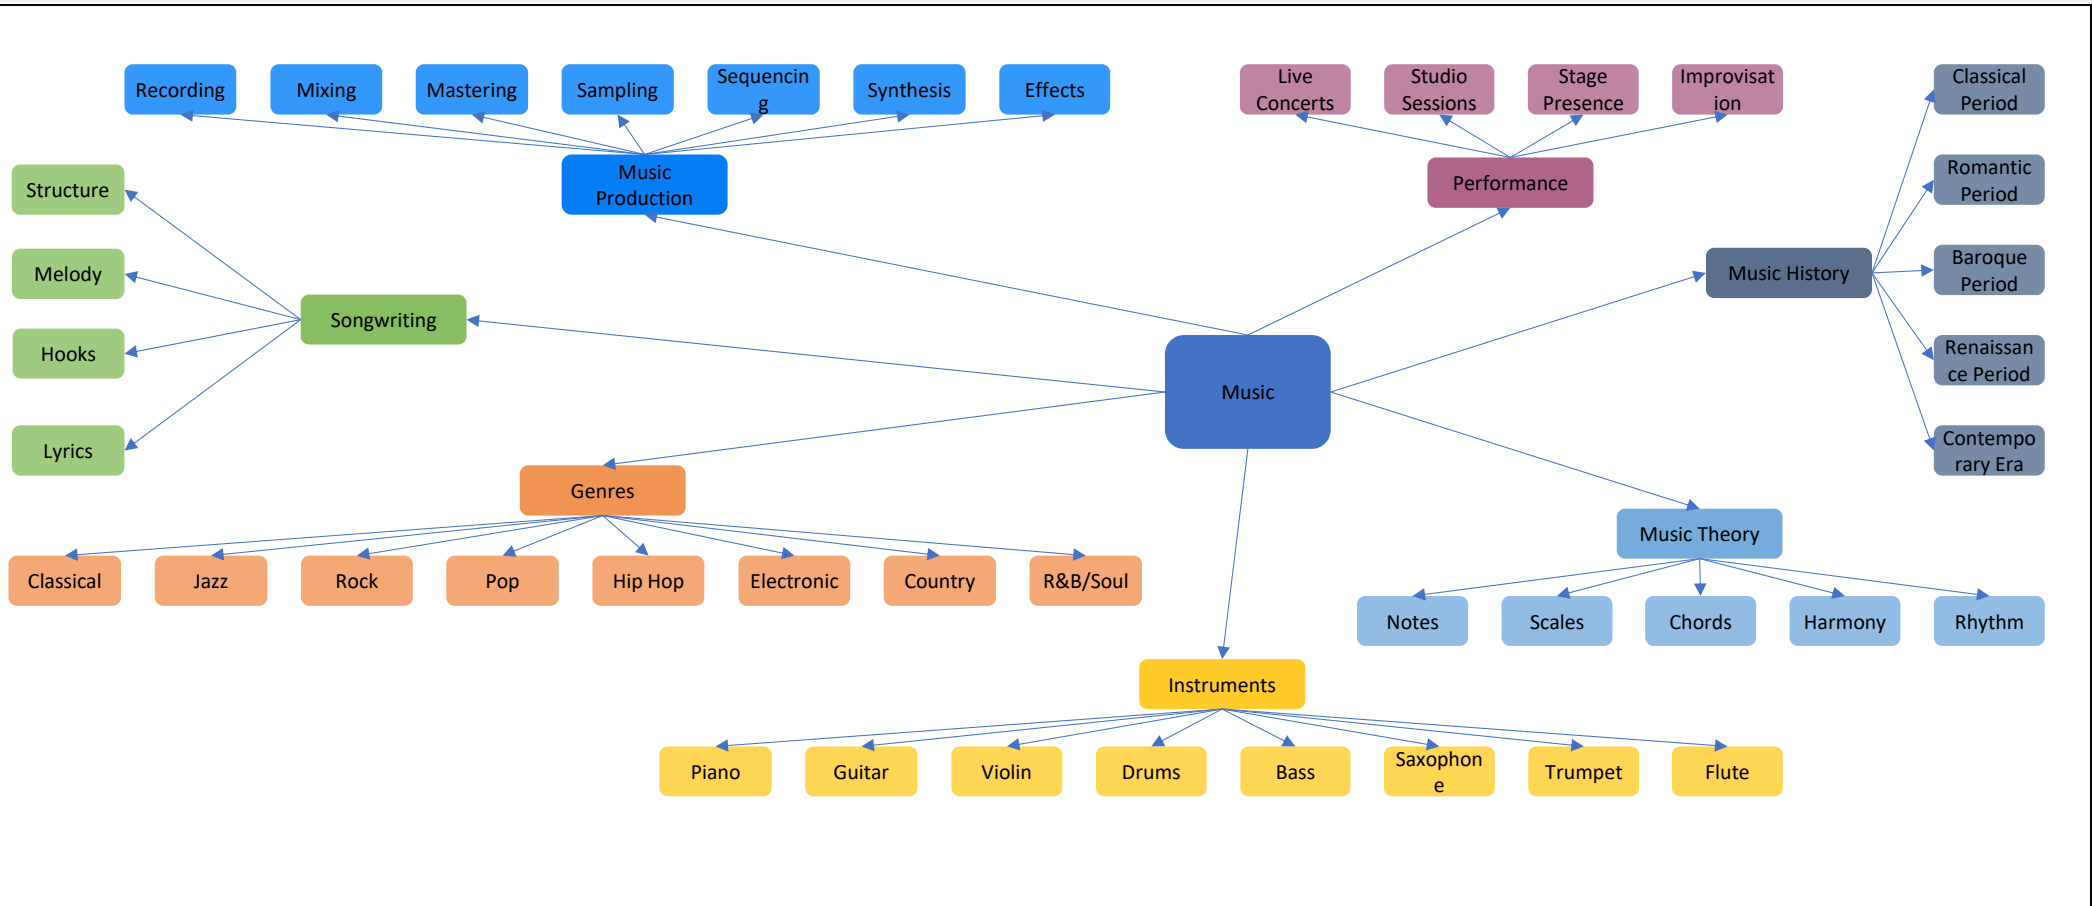 Recording
Mixing
Mastering
Sampling
Sequencin
g
Synthesis
Effects
Live
Concerts
Studio
Sessions
Stage
Presence
Improvisat
ion
Classical
Period
Music
Production
Performance
Romantic
Period
Structure
Melody
Hooks
Lyrics
Songwriting
Music History
Baroque
Period
Renaissan
ce Period
Contempo
rary Era
Music
Genres
Classical
Jazz
Rock
Pop
Hip Hop
Electronic
Country
R&B/Soul
Music Theory
Notes
Scales
Chords
Harmony
Rhythm
Instruments
Piano
Guitar
Violin
Drums
Bass
Saxophon
e
Trumpet
Flute